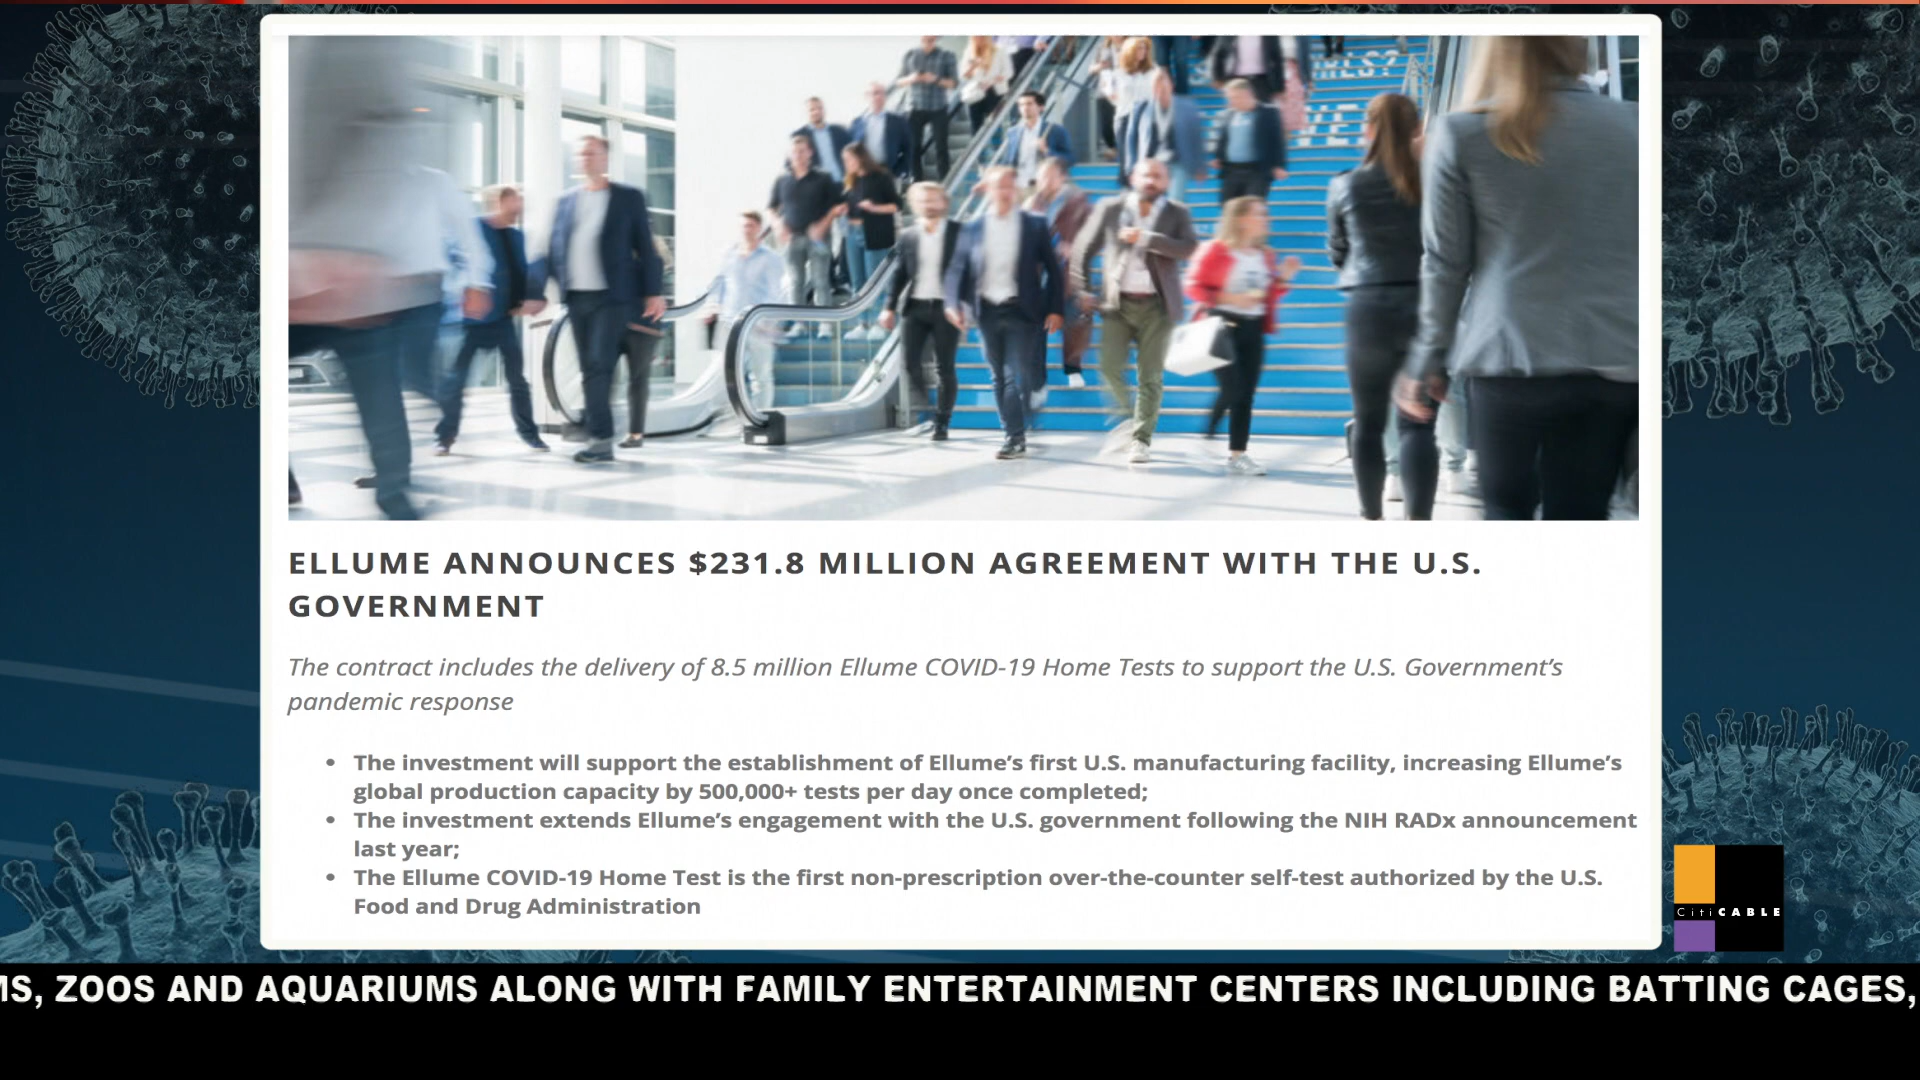 ELLUME ANNOUNCES $231.8 MILLION AGREEMENT WITH THE U.S.
GOVERNMENT
The contract includes the delivery of 8.5 million Ellume COVID-19 Home Tests to support the U.S. Government’s
pandemic response
• The investment will support the establishment of Ellume’s first U.S. manufacturing facility, increasing Ellume’s
global production capacity by 500,000+ tests per day once completed;
• The investment extends Ellume’s engagement with the U.S. government following the NIH RADx announcement
last year;
• The Ellume COVID-19 Home Test is the first non-prescription over-the-counter self-test authorized by the U.S.
Food and Drug Administration
CitiCABLE
MS, ZOOS AND AQUARIUMS ALONG WITH FAMILY ENTERTAINMENT CENTERS INCLUDING BATTING CAGES,